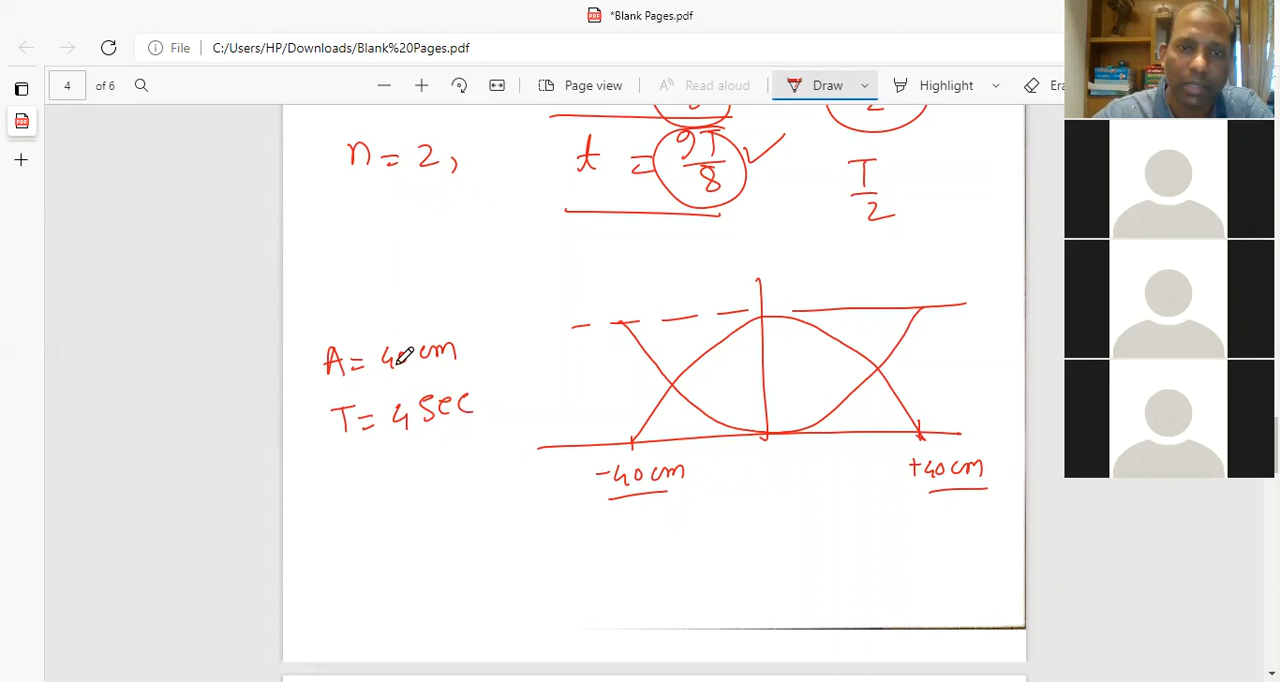 *Blank Pages.pdf
File
C:/Users/HP/Downloads/Blank%20Pages.pdf
4 of 6
Page view
Read aloud
Draw
Highlight
Era
2
n = 2, t = 9T/8
T/2
A = 40 cm
T = 4 Sec
-40 cm
+40 cm